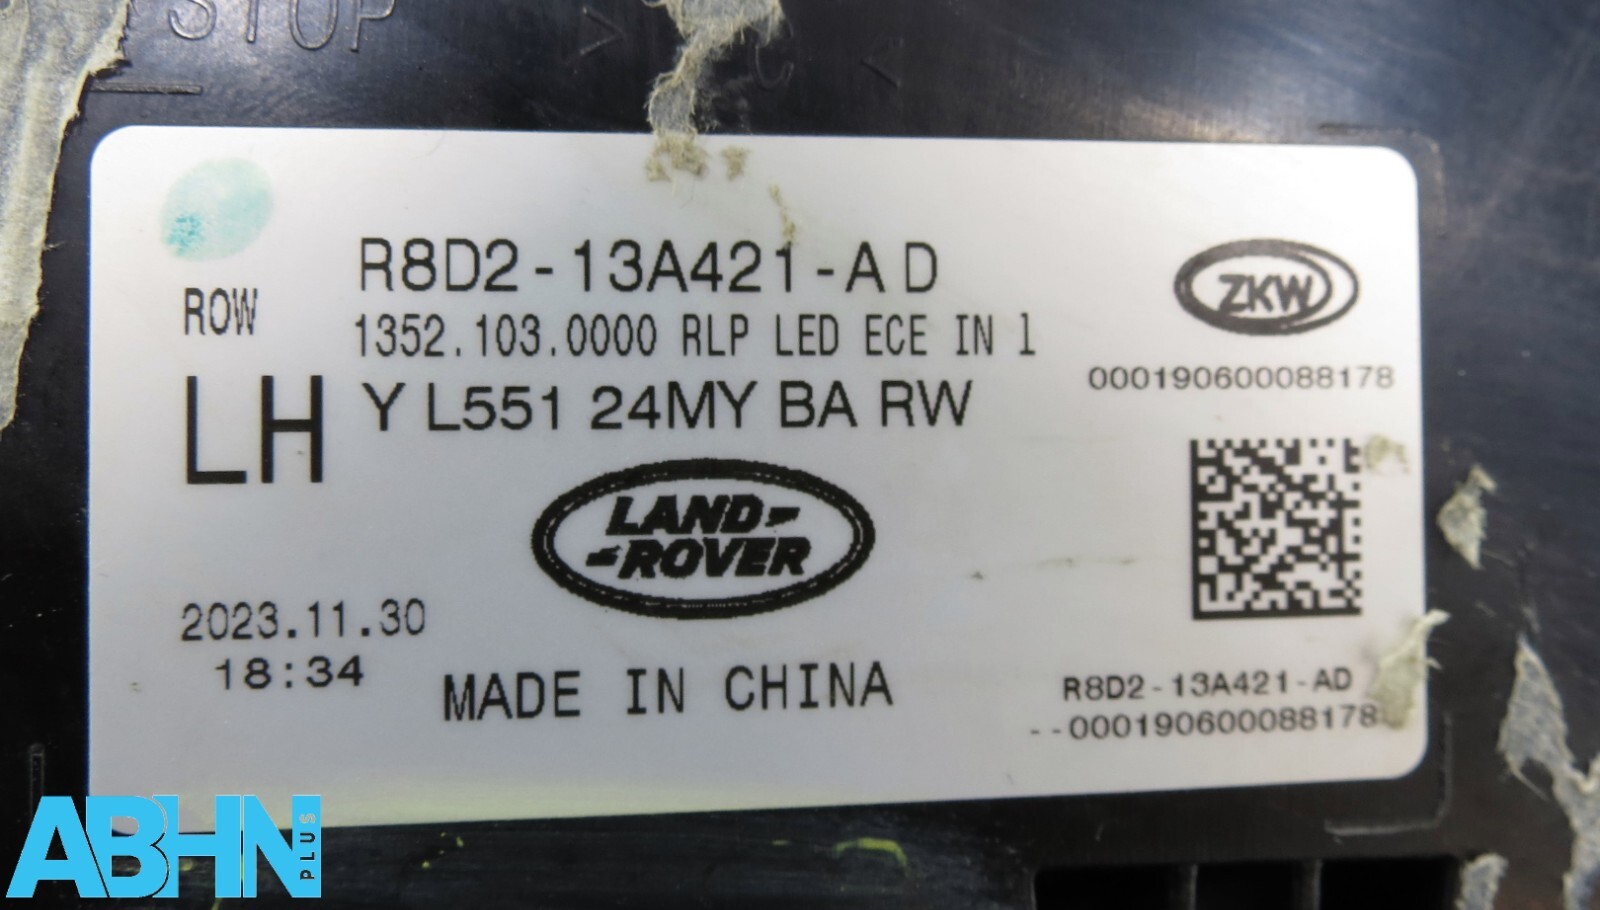 STOP
> C <
R8D2-13A421-AD
ROW
1352.103.0000 RLP LED ECE IN 1
LH
Y L551 24MY BA RW
ZKW
000190600088178
LAND-
-ROVER
2023.11.30
18:34
MADE IN CHINA
R8D2-13A421-AD
--000190600088178
ABHN
PLUS